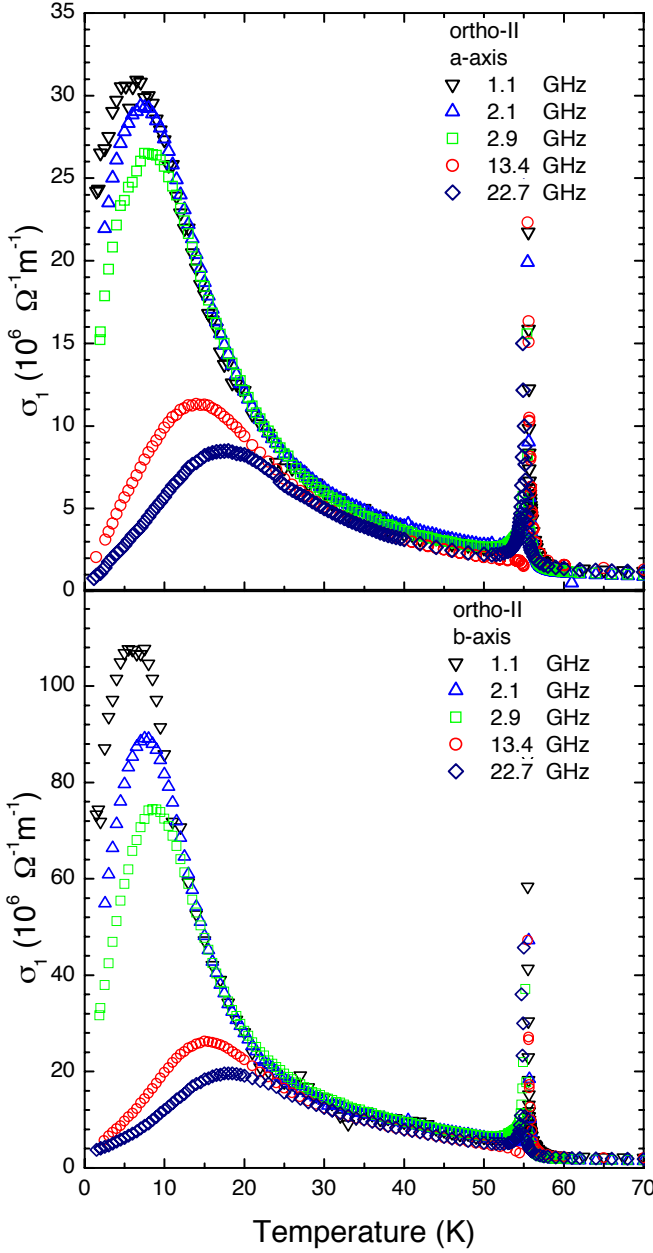 35
30
25
20
15
10
5
0
σ₁ (10⁶ Ω⁻¹m⁻¹)
ortho-II
a-axis
1.1 GHz
2.1 GHz
2.9 GHz
13.4 GHz
22.7 GHz
100
80
60
40
20
0
σ₁ (10⁶ Ω⁻¹m⁻¹)
ortho-II
b-axis
1.1 GHz
2.1 GHz
2.9 GHz
13.4 GHz
22.7 GHz
0 10 20 30 40 50 60 70
Temperature (K)